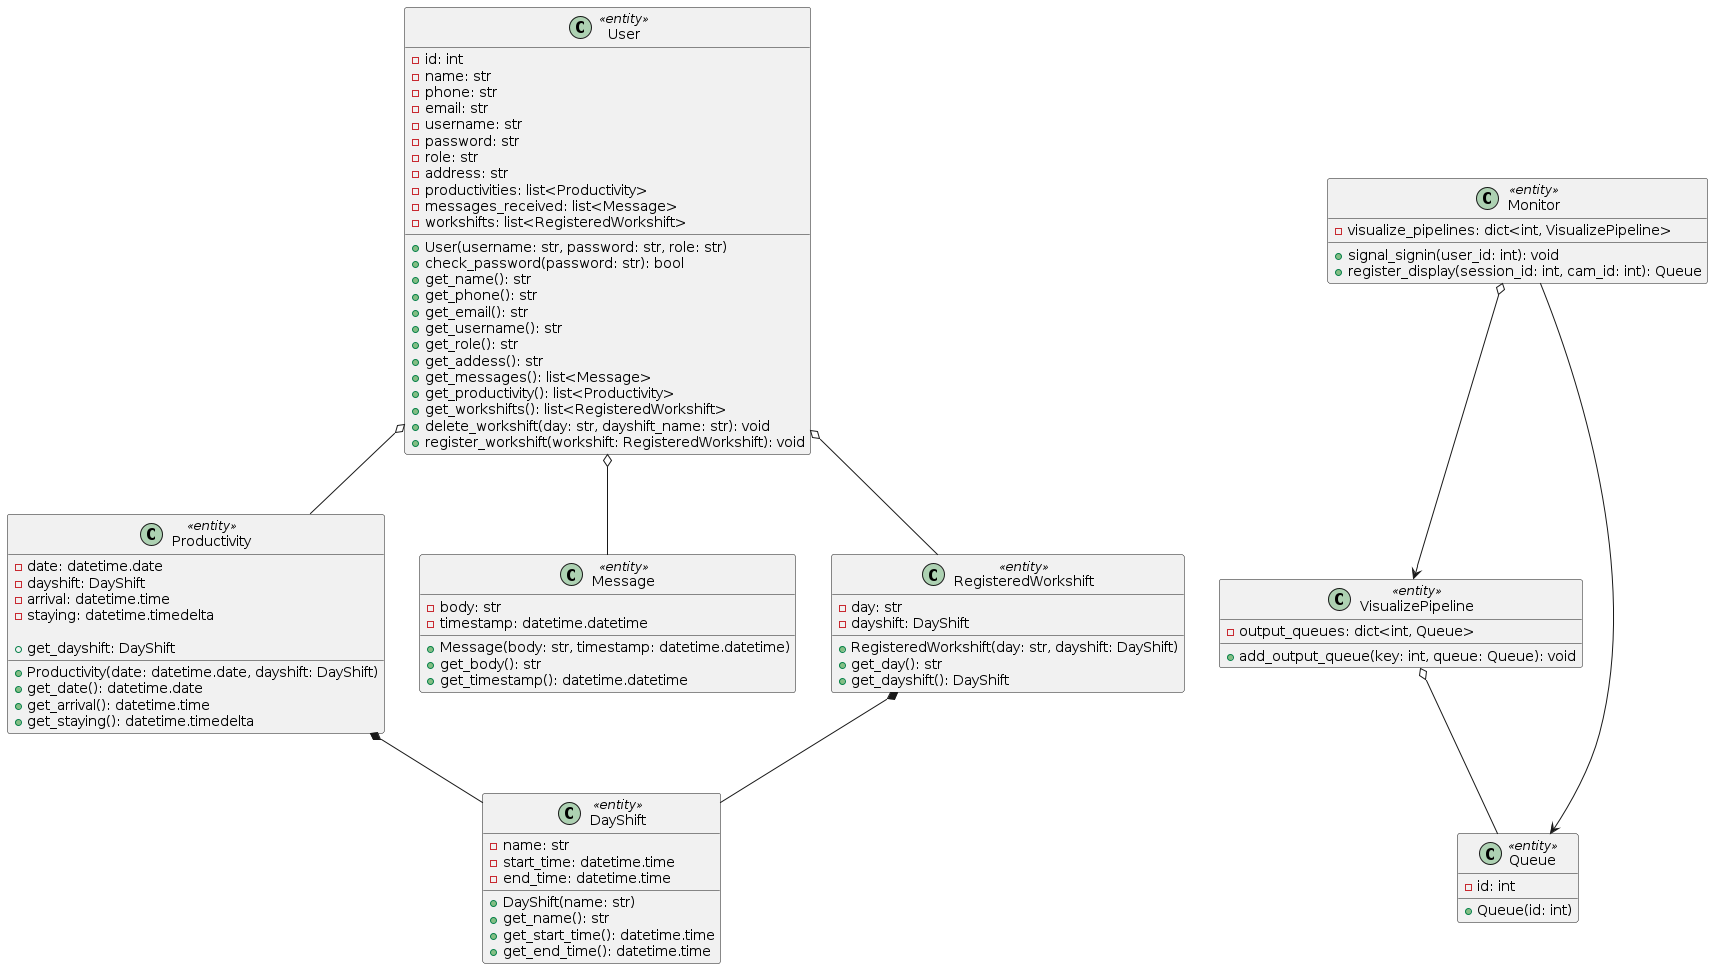 «entity»
User
id: int
name: str
phone: str
email: str
username: str
password: str
role: str
address: str
productivities: list<Productivity>
messages_received: list<Message>
workshifts: list<RegisteredWorkshift>
User(username: str, password: str, role: str)
check_password(password: str): bool
get_name(): str
get_phone(): str
get_email(): str
get_username(): str
get_role(): str
get_addess(): str
get_messages(): list<Message>
get_productivity(): list<Productivity>
get_workshifts(): list<RegisteredWorkshift>
delete_workshift(day: str, dayshift_name: str): void
register_workshift(workshift: RegisteredWorkshift): void
«entity»
Monitor
visualize_pipelines: dict<int, VisualizePipeline>
signal_signin(user_id: int): void
register_display(session_id: int, cam_id: int): Queue
«entity»
Productivity
date: datetime.date
dayshift: DayShift
arrival: datetime.time
staying: datetime.timedelta
get_dayshift: DayShift
Productivity(date: datetime.date, dayshift: DayShift)
get_date(): datetime.date
get_arrival(): datetime.time
get_staying(): datetime.timedelta
«entity»
Message
body: str
timestamp: datetime.datetime
Message(body: str, timestamp: datetime.datetime)
get_body(): str
get_timestamp(): datetime.datetime
«entity»
RegisteredWorkshift
day: str
dayshift: DayShift
RegisteredWorkshift(day: str, dayshift: DayShift)
get_day(): str
get_dayshift(): DayShift
«entity»
VisualizePipeline
output_queues: dict<int, Queue>
add_output_queue(key: int, queue: Queue): void
«entity»
DayShift
name: str
start_time: datetime.time
end_time: datetime.time
DayShift(name: str)
get_name(): str
get_start_time(): datetime.time
get_end_time(): datetime.time
«entity»
Queue
id: int
Queue(id: int)